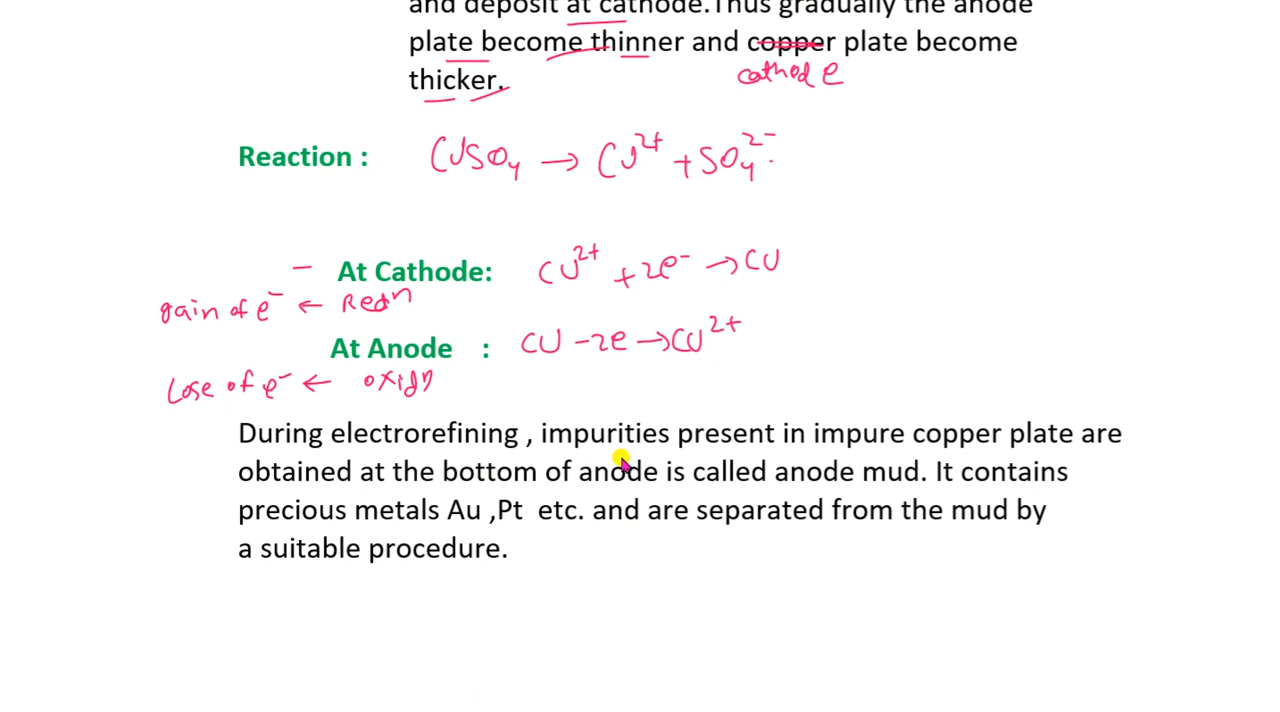 and deposit at cathode.Thus gradually the anode
plate become thinner and copper plate become
cathode
thicker.
Reaction : CuSO4 → Cu2+ + SO4 2-
− At Cathode: Cu2+ + 2e- → Cu
gain of e- ← Redn
At Anode : Cu - 2e → Cu2+
Lose of e- ← oxidn
During electrorefining , impurities present in impure copper plate are
obtained at the bottom of anode is called anode mud. It contains
precious metals Au ,Pt etc. and are separated from the mud by
a suitable procedure.